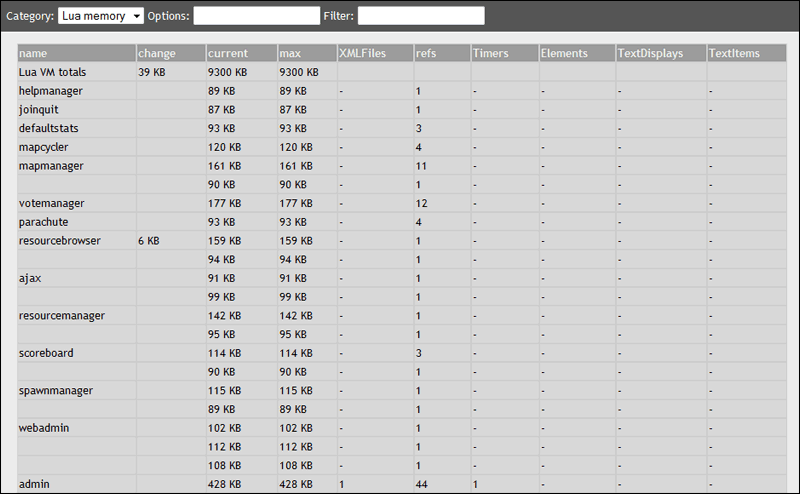 Category: Lua memory Options: Filter:
name change current max XMLFiles refs Timers Elements TextDisplays TextItems
Lua VM totals 39 KB 9300 KB 9300 KB
helpmanager 89 KB 89 KB - 1 - - - -
joinquit 87 KB 87 KB - 1 - - - -
defaultstats 93 KB 93 KB - 3 - - - -
mapcycler 120 KB 120 KB - 4 - - - -
mapmanager 161 KB 161 KB - 11 - - - -
90 KB 90 KB - 1 - - - -
votemanager 177 KB 177 KB - 12 - - - -
parachute 93 KB 93 KB - 4 - - - -
resourcebrowser 6 KB 159 KB 159 KB - 1 - - - -
94 KB 94 KB - 1 - - - -
ajax 91 KB 91 KB - 1 - - - -
99 KB 99 KB - 1 - - - -
resourcemanager 142 KB 142 KB - 1 - - - -
95 KB 95 KB - 1 - - - -
scoreboard 114 KB 114 KB - 3 - - - -
90 KB 90 KB - 1 - - - -
spawnmanager 115 KB 115 KB - 1 - - - -
89 KB 89 KB - 1 - - - -
webadmin 102 KB 102 KB - 1 - - - -
112 KB 112 KB - 1 - - - -
108 KB 108 KB - 1 - - - -
admin 428 KB 428 KB 1 44 1 - - -